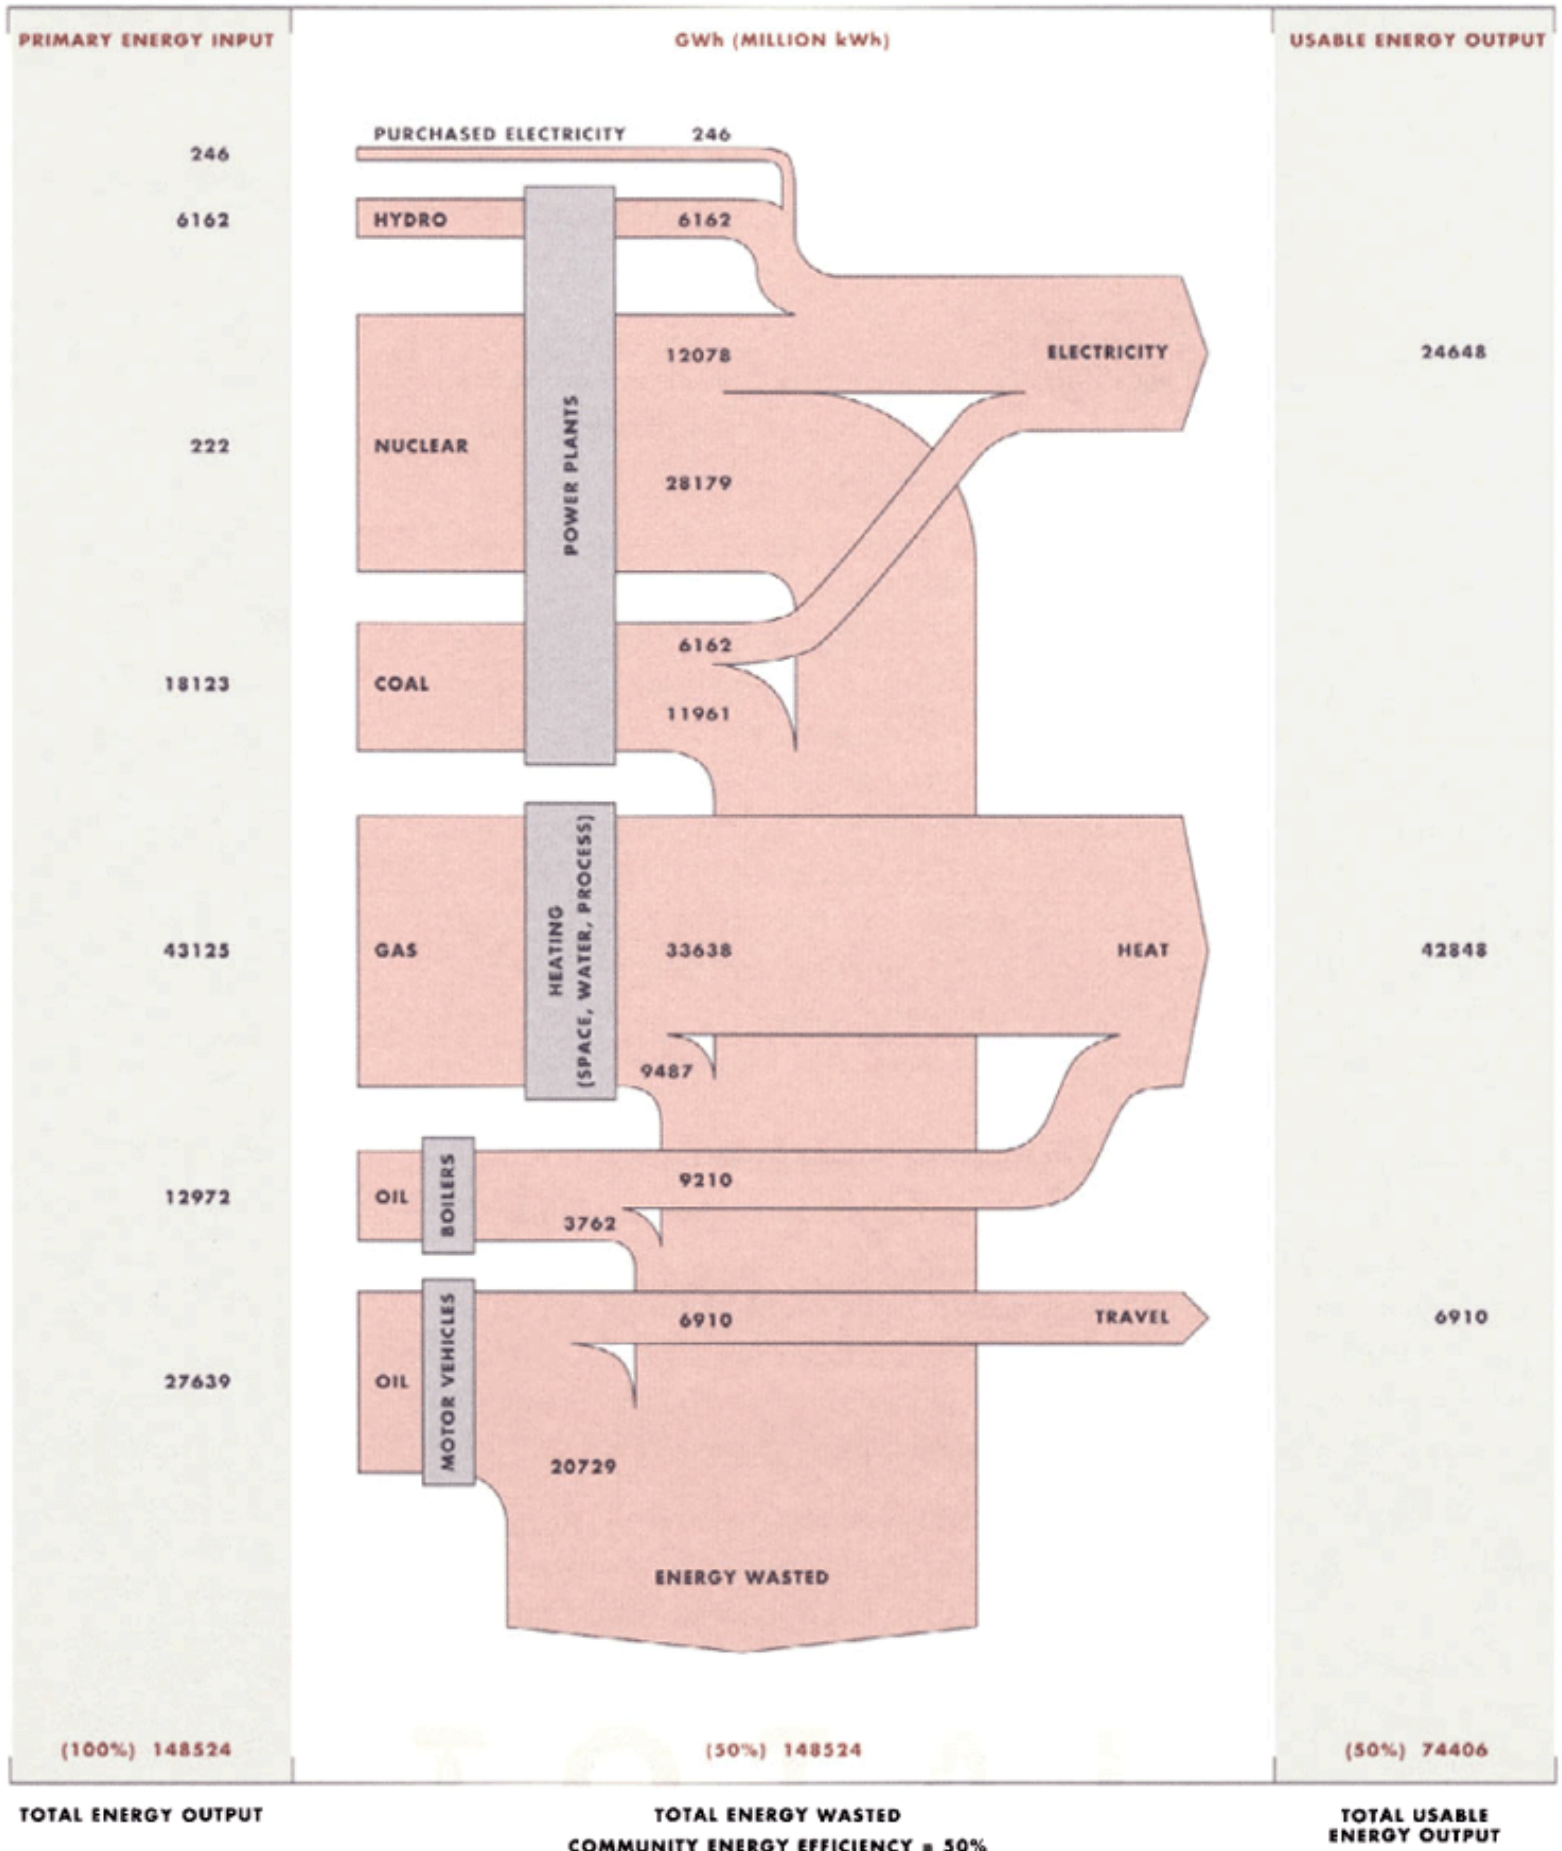 PRIMARY ENERGY INPUT
GWh (MILLION kWh)
USABLE ENERGY OUTPUT
PURCHASED ELECTRICITY 246
246
6162
HYDRO
6162
12078
ELECTRICITY
24648
222
NUCLEAR
POWER PLANTS
28179
6162
18123
COAL
11961
43125
GAS
HEATING
(SPACE, WATER, PROCESS)
33638
HEAT
42848
9487
12972
OIL
BOILERS
9210
3762
6910
TRAVEL
6910
27639
OIL
MOTOR VEHICLES
20729
ENERGY WASTED
(100%) 148524
(50%) 148524
(50%) 74406
TOTAL ENERGY OUTPUT
TOTAL ENERGY WASTED
COMMUNITY ENERGY EFFICIENCY = 50%
TOTAL USABLE
ENERGY OUTPUT